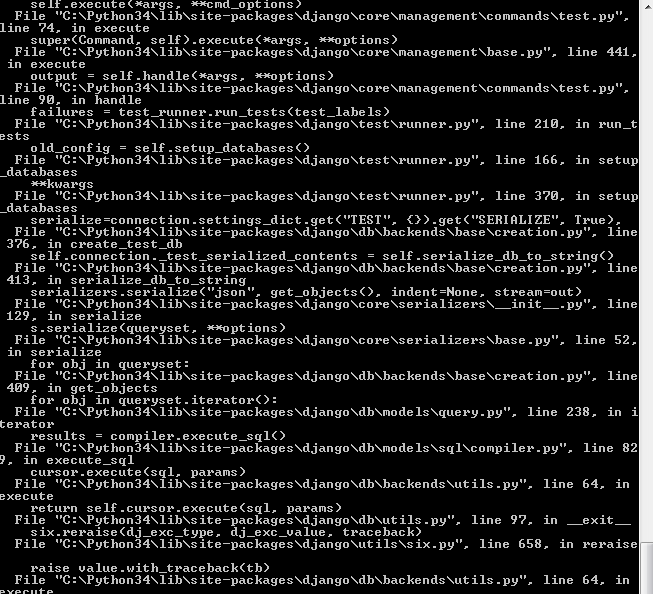 self.execute(*args, **cmd_options)
File "C:\Python34\lib\site-packages\django\core\management\commands\test.py",
line 74, in execute
super(Command, self).execute(*args, **options)
File "C:\Python34\lib\site-packages\django\core\management\base.py", line 441,
in execute
output = self.handle(*args, **options)
File "C:\Python34\lib\site-packages\django\core\management\commands\test.py",
line 90, in handle
failures = test_runner.run_tests(test_labels)
File "C:\Python34\lib\site-packages\django\test\runner.py", line 210, in run_t
ests
old_config = self.setup_databases()
File "C:\Python34\lib\site-packages\django\test\runner.py", line 166, in setup
_databases
**kwargs
File "C:\Python34\lib\site-packages\django\test\runner.py", line 370, in setup
_databases
serialize=connection.settings_dict.get("TEST", {}).get("SERIALIZE", True),
File "C:\Python34\lib\site-packages\django\db\backends\base\creation.py", line
376, in create_test_db
self.connection._test_serialized_contents = self.serialize_db_to_string()
File "C:\Python34\lib\site-packages\django\db\backends\base\creation.py", line
413, in serialize_db_to_string
serializers.serialize("json", get_objects(), indent=None, stream=out)
File "C:\Python34\lib\site-packages\django\core\serializers\__init__.py", line
129, in serialize
s.serialize(queryset, **options)
File "C:\Python34\lib\site-packages\django\core\serializers\base.py", line 52,
in serialize
for obj in queryset:
File "C:\Python34\lib\site-packages\django\db\backends\base\creation.py", line
409, in get_objects
for obj in queryset.iterator():
File "C:\Python34\lib\site-packages\django\db\models\query.py", line 238, in i
terator
results = compiler.execute_sql()
File "C:\Python34\lib\site-packages\django\db\models\sql\compiler.py", line 82
9, in execute_sql
cursor.execute(sql, params)
File "C:\Python34\lib\site-packages\django\db\backends\utils.py", line 64, in
execute
return self.cursor.execute(sql, params)
File "C:\Python34\lib\site-packages\django\db\utils.py", line 97, in __exit__
six.reraise(dj_exc_type, dj_exc_value, traceback)
File "C:\Python34\lib\site-packages\django\utils\six.py", line 658, in reraise
raise value.with_traceback(tb)
File "C:\Python34\lib\site-packages\django\db\backends\utils.py", line 64, in
execute